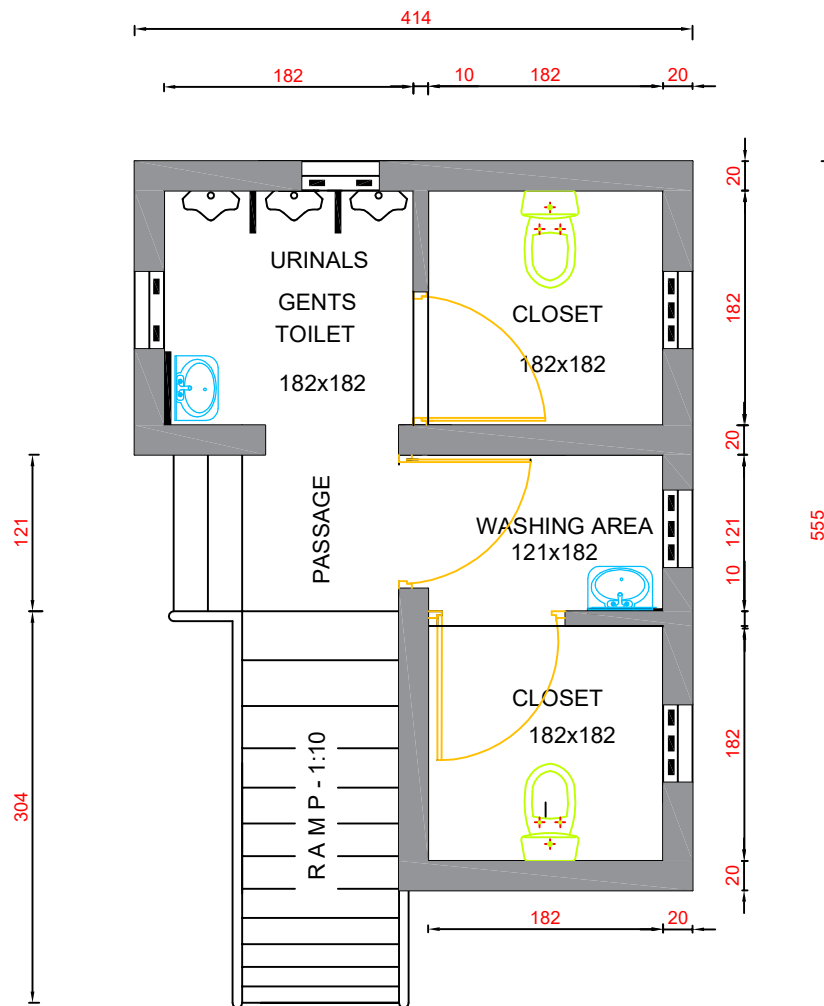 414
182
10
182
20
20
URINALS
GENTS
TOILET
182x182
CLOSET
182x182
182
20
121
PASSAGE
WASHING AREA
121x182
121
10
555
CLOSET
182x182
182
RAMP - 1:10
304
20
182
20